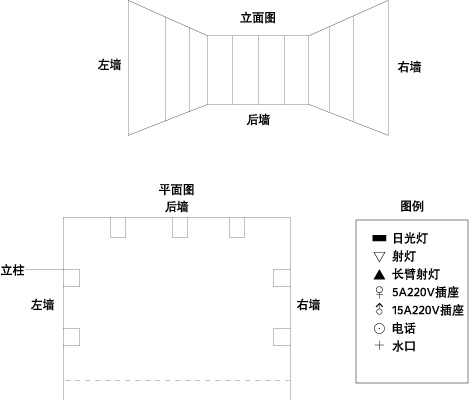 立面图
左墙
右墙
后墙
平面图
后墙
图例
立柱
左墙
右墙
日光灯
射灯
长臂射灯
5A220V插座
15A220V插座
电话
水口